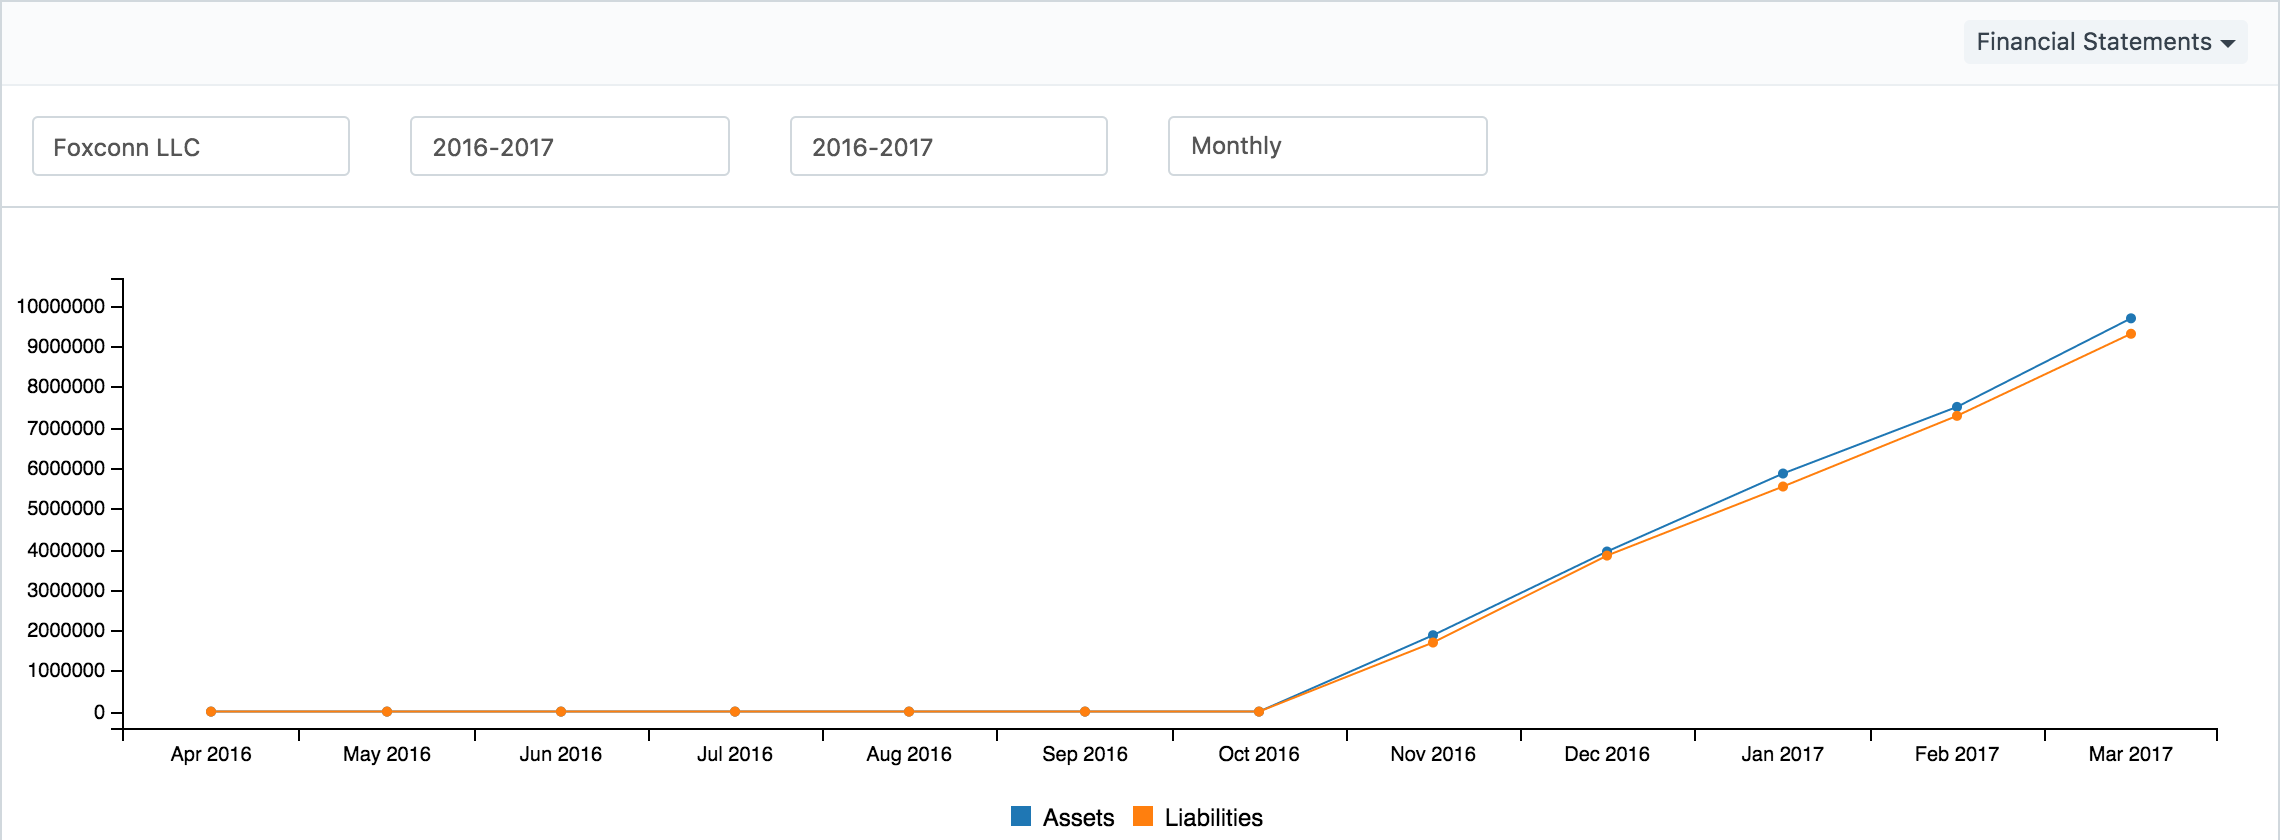 Financial Statements
Foxconn LLC 2016-2017 2016-2017 Monthly
10000000
9000000
8000000
7000000
6000000
5000000
4000000
3000000
2000000
1000000
0
Apr 2016 May 2016 Jun 2016 Jul 2016 Aug 2016 Sep 2016 Oct 2016 Nov 2016 Dec 2016 Jan 2017 Feb 2017 Mar 2017
Assets Liabilities